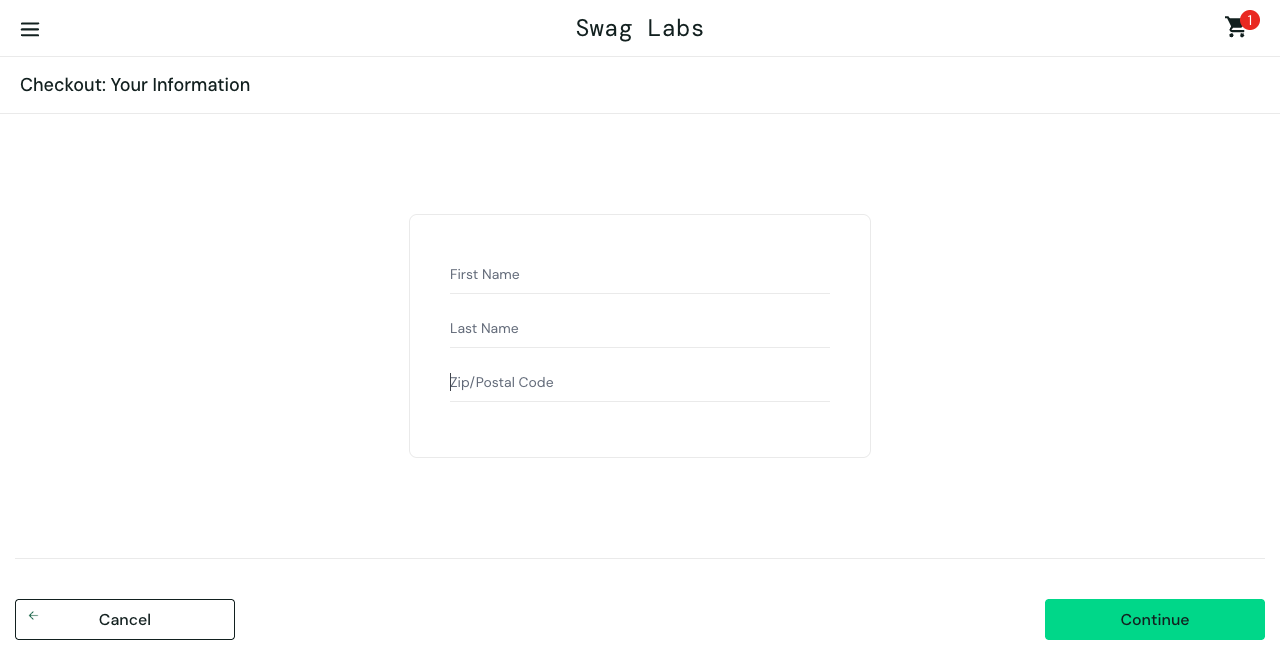 Swag Labs
1
Checkout: Your Information
First Name
Last Name
Zip/Postal Code
Cancel
Continue